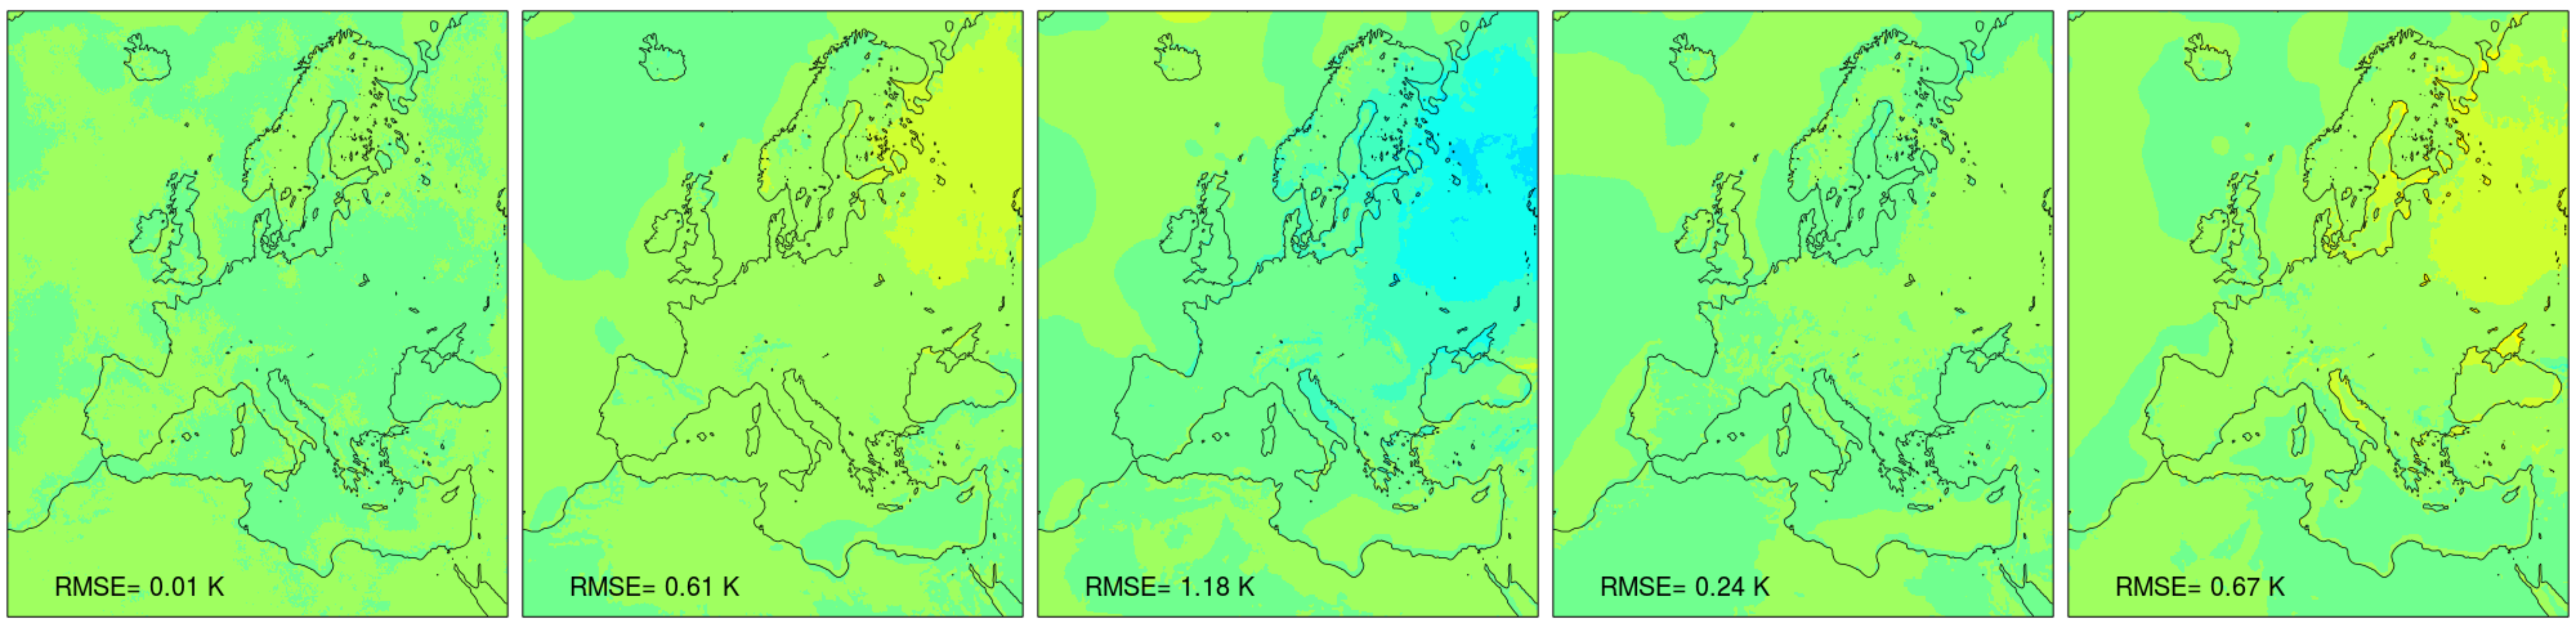 RMSE= 0.01 K
RMSE= 0.61 K
RMSE= 1.18 K
RMSE= 0.24 K
RMSE= 0.67 K